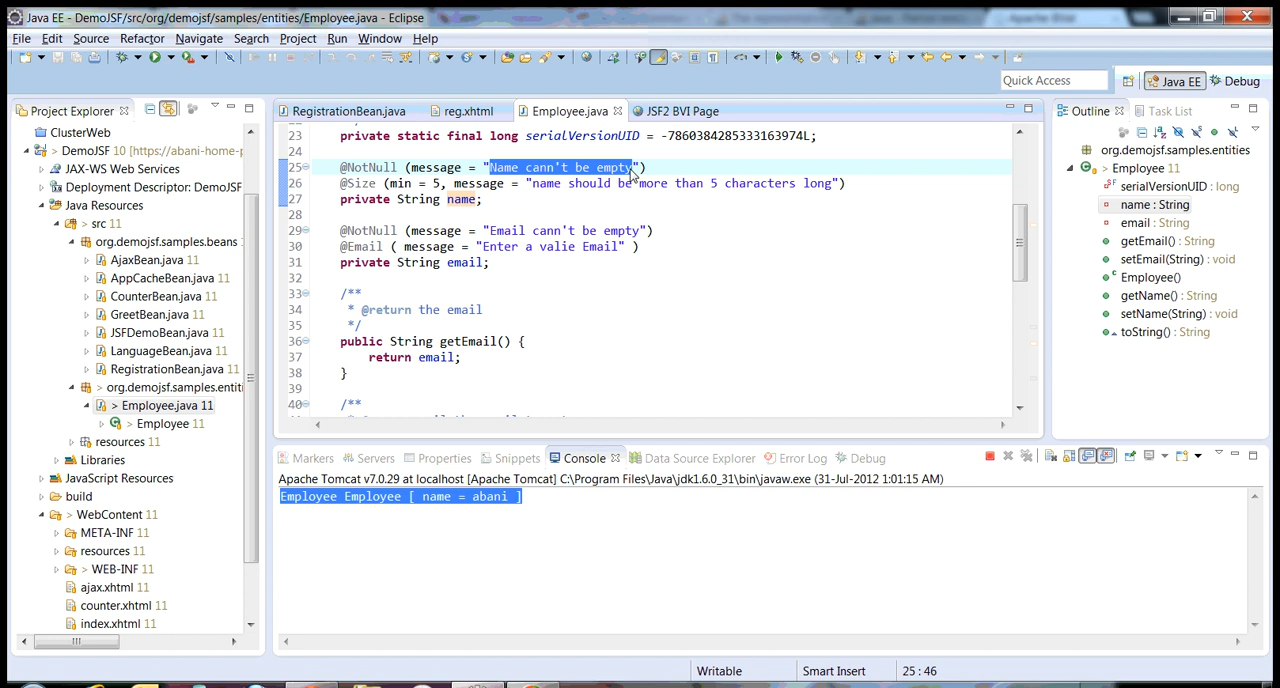 Java EE - DemoJSF/src/org/demojsf/samples/entities/Employee.java - Eclipse
File Edit Source Refactor Navigate Search Project Run Window Help
Quick Access
Java EE
Debug
Project Explorer
ClusterWeb
> DemoJSF 10 [https://abani-home-p
JAX-WS Web Services
Deployment Descriptor: DemoJSF
Java Resources
> src 11
org.demojsf.samples.beans
AjaxBean.java 11
AppCacheBean.java 11
CounterBean.java 11
GreetBean.java 11
JSFDemoBean.java 11
LanguageBean.java 11
RegistrationBean.java 11
> org.demojsf.samples.entiti
> Employee.java 11
> Employee 11
resources 11
Libraries
JavaScript Resources
build
> WebContent 11
META-INF 11
resources 11
> WEB-INF 11
ajax.xhtml 11
counter.xhtml 11
index.xhtml 11
RegistrationBean.java
reg.xhtml
Employee.java
JSF2 BVI Page
23 private static final long serialVersionUID = -7860384285333163974L;
24
25 @NotNull (message = "Name cann't be empty")
26 @Size (min = 5, message = "name should be more than 5 characters long")
27 private String name;
28
29 @NotNull (message = "Email cann't be empty")
30 @Email ( message = "Enter a valie Email" )
31 private String email;
32
33 /**
34 * @return the email
35 */
36 public String getEmail() {
37 return email;
38 }
39
40 /**
Outline
Task List
org.demojsf.samples.entities
> Employee 11
serialVersionUID : long
name : String
email : String
getEmail() : String
setEmail(String) : void
Employee()
getName() : String
setName(String) : void
toString() : String
Markers
Servers
Properties
Snippets
Console
Data Source Explorer
Error Log
Debug
Apache Tomcat v7.0.29 at localhost [Apache Tomcat] C:\Program Files\Java\jdk1.6.0_31\bin\javaw.exe (31-Jul-2012 1:01:15 AM)
Employee Employee [ name = abani ]
Writable
Smart Insert
25 : 46